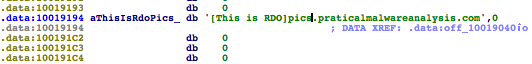 .data:10019193 db 0
.data:10019194 aThisIsRdoPics_ db '[This is RDO]pics.praticalmalwareanalysis.com',0
.data:10019194 ; DATA XREF: .data:off_10019040↑o
.data:100191C2 db 0
.data:100191C3 db 0
.data:100191C4 db 0